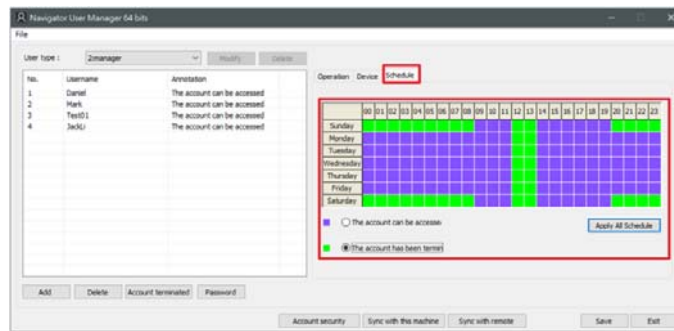 Navigator User Manager 64 bits
File
User type : 2:manager Modify Delete
No. Username Annotation
1 Daniel The account can be accessed
2 Mark The account can be accessed
3 Test01 The account can be accessed
4 JackLi The account can be accessed
Operation Device Schedule
00 01 02 03 04 05 06 07 08 09 10 11 12 13 14 15 16 17 18 19 20 21 22 23
Sunday
Monday
Tuesday
Wednesday
Thursday
Friday
Saturday
The account can be accesse
Apply All Schedule
The account has been termin
Add Delete Account terminated Password
Account security Sync with this machine Sync with remote Save Exit